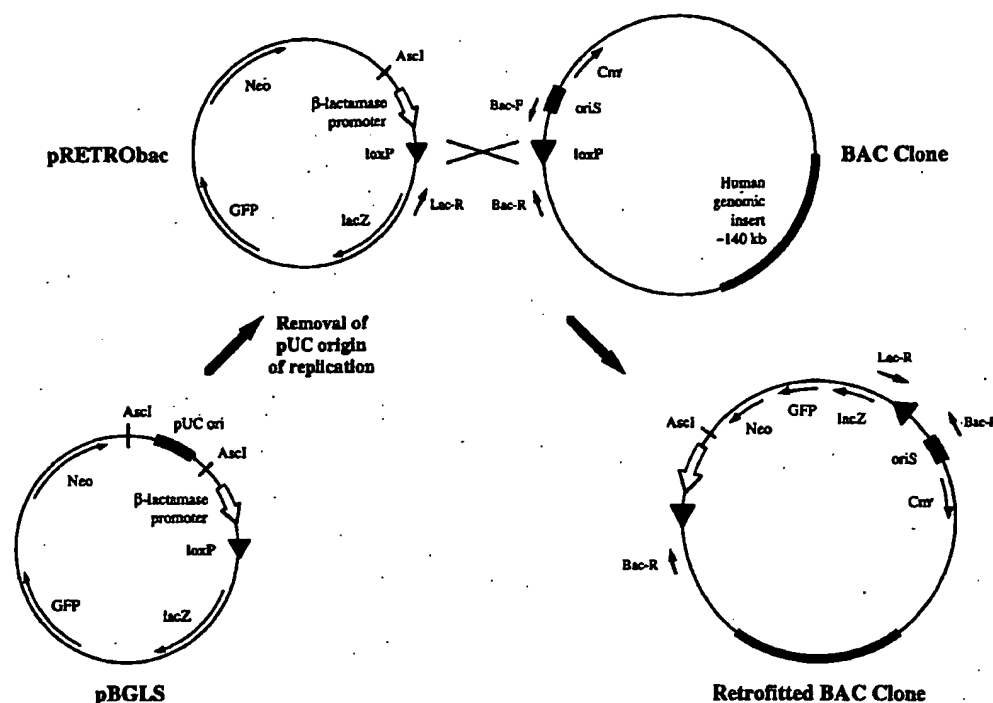 AscI
Neo
β-lactamase
promoter
loxP
Lac-R
lacZ
GFP
pRETRObac
Cmr
oriS
Bac-F
loxP
Bac-R
Human
genomic
insert
~140 kb
BAC Clone
Removal of
pUC origin
of replication
AscI
pUC ori
AscI
Neo
β-lactamase
promoter
loxP
GFP
lacZ
pBGLS
Lac-R
GFP
lacZ
Neo
AscI
oriS
Cmr
Bac-R
Retrofitted BAC Clone